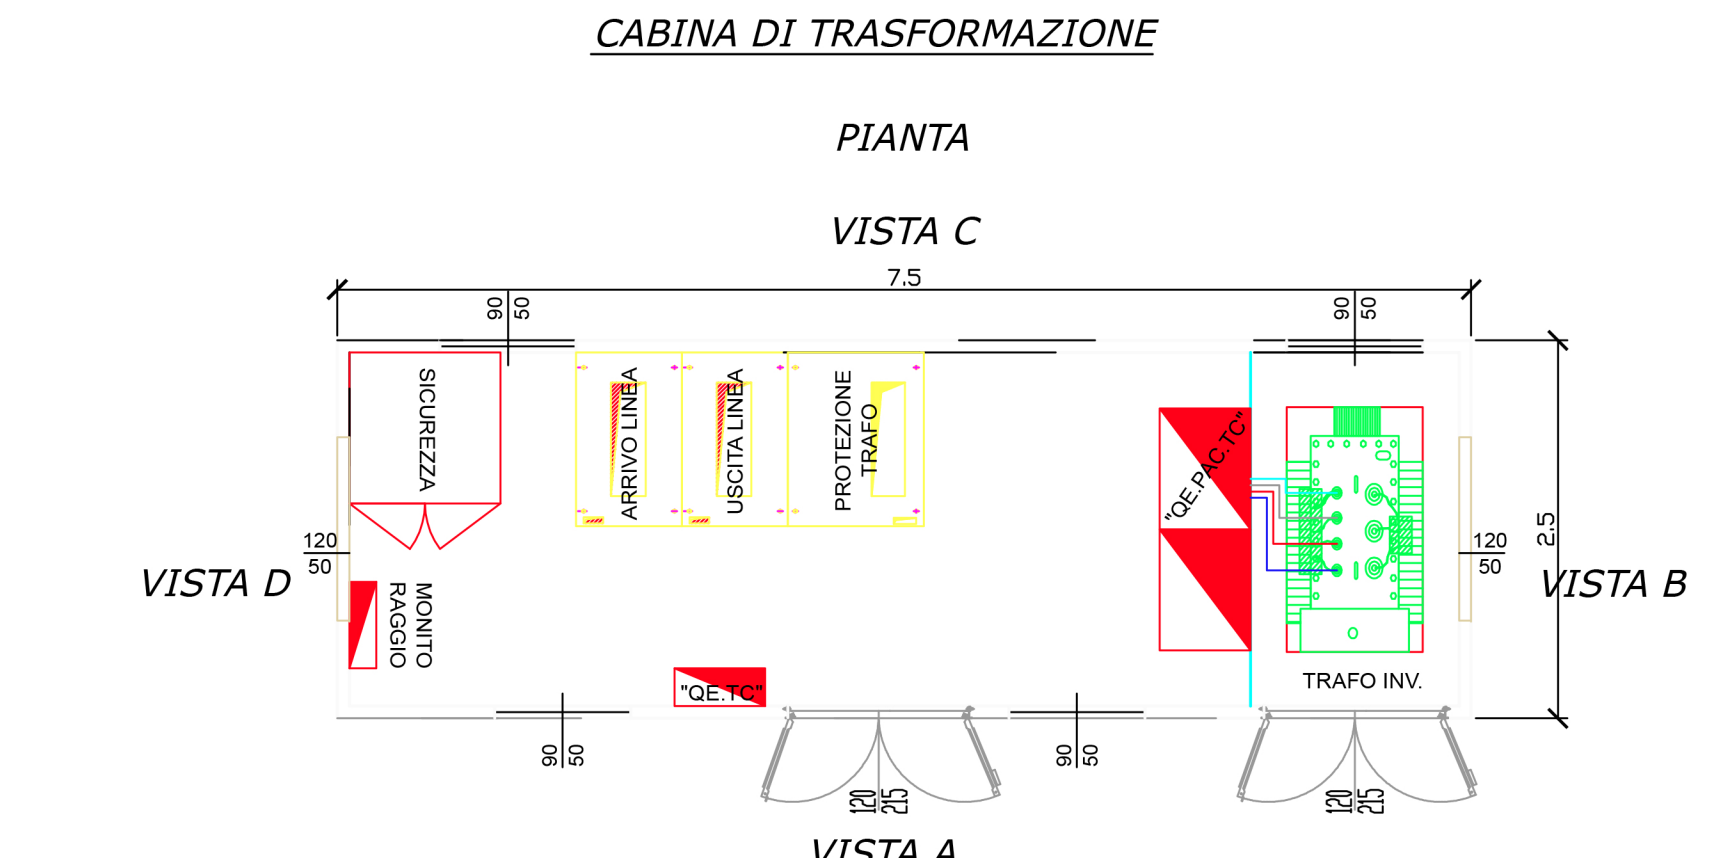 CABINA DI TRASFORMAZIONE
PIANTA
VISTA C
7.5
90
50
90
50
SICUREZZA
ARRIVO LINEA
USCITA LINEA
PROTEZIONE
TRAFO
"QE.PAC.TC"
120
50
120
50
2.5
VISTA D
VISTA B
MONITO
RAGGIO
"QE.TC"
TRAFO INV.
90
50
90
50
120
215
120
215
VISTA A